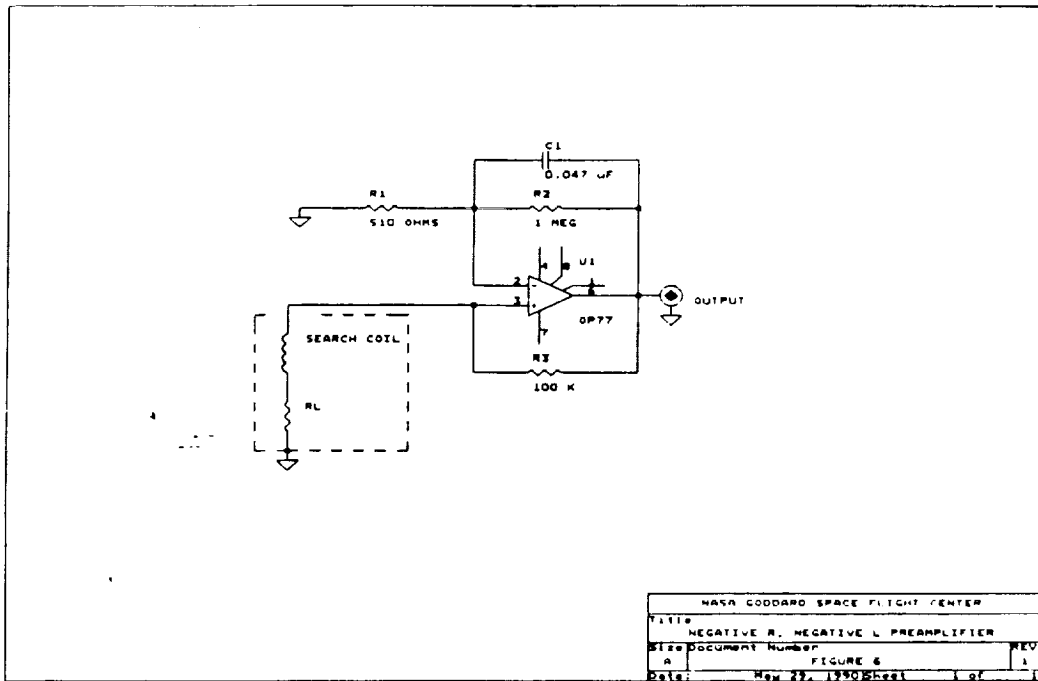 C1
0.047 uF
R1
510 OHMS
R2
1 MEG
4
8
U1
2
-
3
+
7
OP77
OUTPUT
R3
100 K
SEARCH COIL
RL
NASA GODDARD SPACE FLIGHT CENTER
Title
NEGATIVE R, NEGATIVE L PREAMPLIFIER
Size Document Number REV
A FIGURE 6 1
Date: May 29, 1990 Sheet 1 of 1